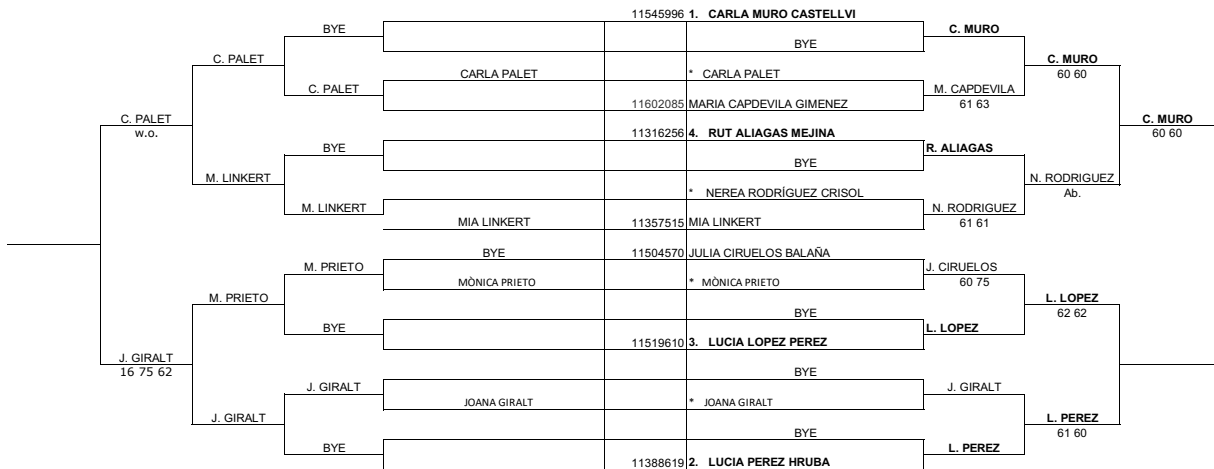 11545996 1. CARLA MURO CASTELLVI
BYE C. MURO
BYE
C. PALET C. MURO
CARLA PALET * CARLA PALET 60 60
C. PALET M. CAPDEVILA
11602085 MARIA CAPDEVILA GIMENEZ 61 63
C. PALET C. MURO
w.o. 11316256 4. RUT ALIAGAS MEJINA 60 60
BYE R. ALIAGAS
BYE
M. LINKERT N. RODRIGUEZ
* NEREA RODRÍGUEZ CRISOL Ab.
M. LINKERT N. RODRIGUEZ
MIA LINKERT 11357515 MIA LINKERT 61 61
BYE 11504570 JULIA CIRUELOS BALAÑA
M. PRIETO J. CIRUELOS
MÒNICA PRIETO * MÒNICA PRIETO 60 75
M. PRIETO L. LOPEZ
BYE 62 62
BYE L. LOPEZ
11519610 3. LUCIA LOPEZ PEREZ
J. GIRALT
16 75 62 BYE
J. GIRALT J. GIRALT
JOANA GIRALT * JOANA GIRALT
J. GIRALT L. PEREZ
BYE 61 60
BYE L. PEREZ
11388619 2. LUCIA PEREZ HRUBA